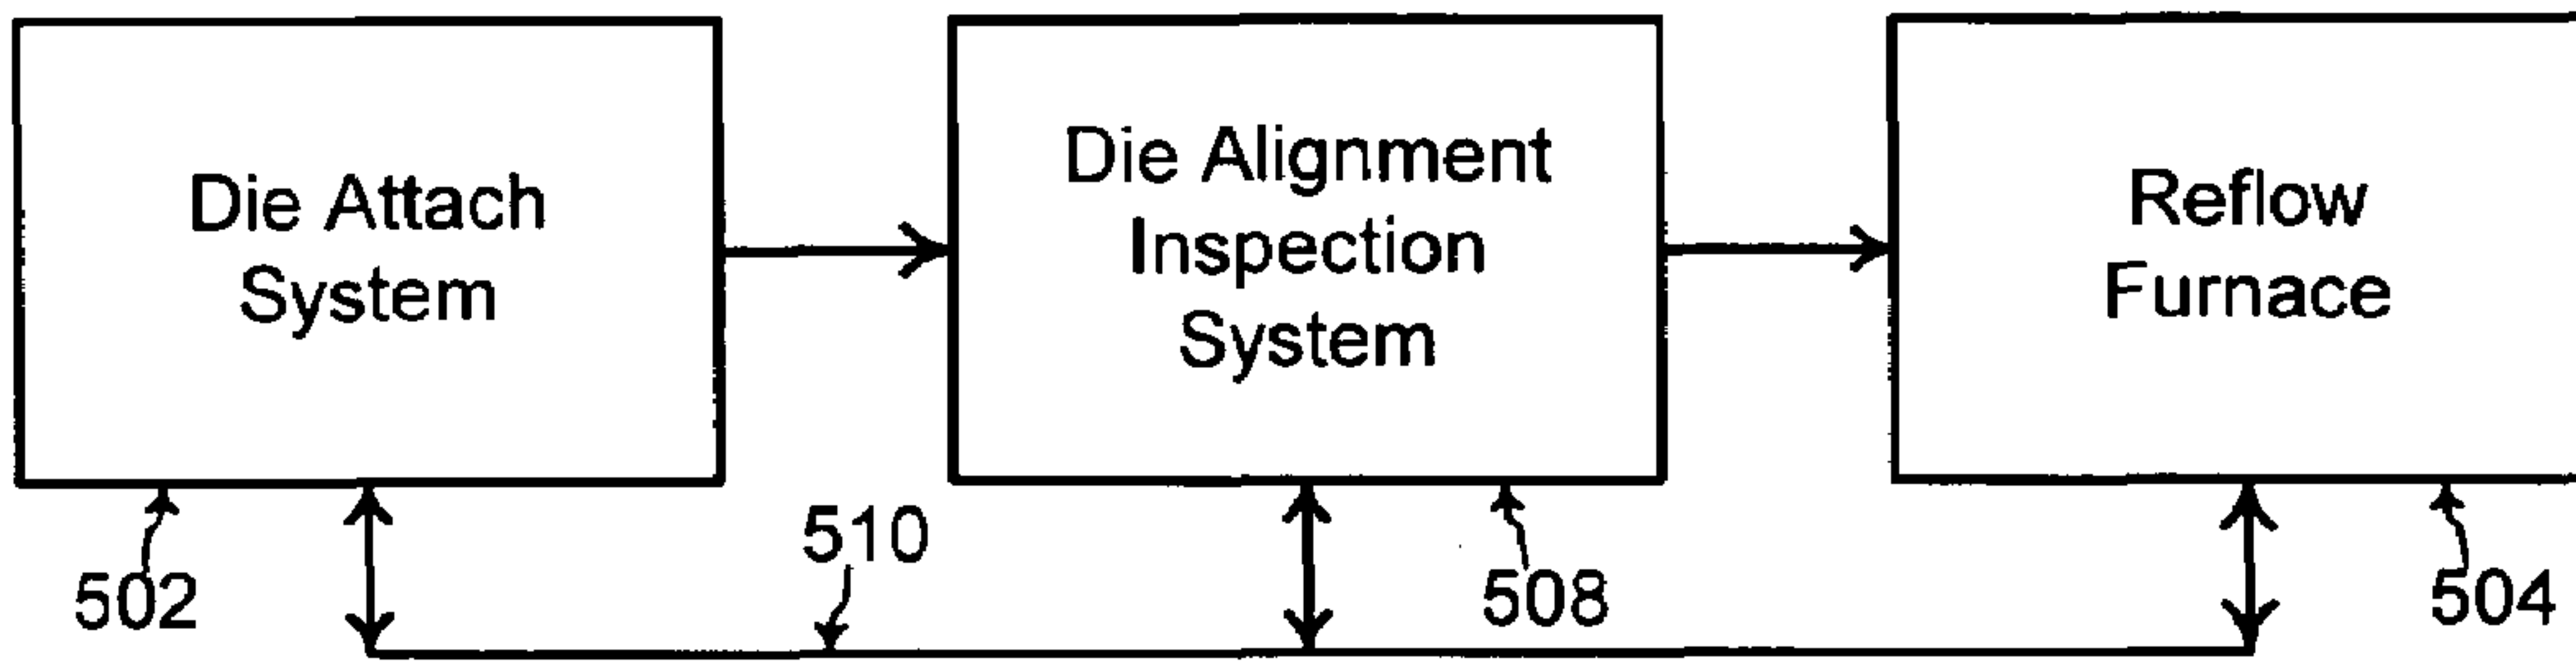 Die Attach
System
Die Alignment
Inspection
System
Reflow
Furnace
502
510
508
504